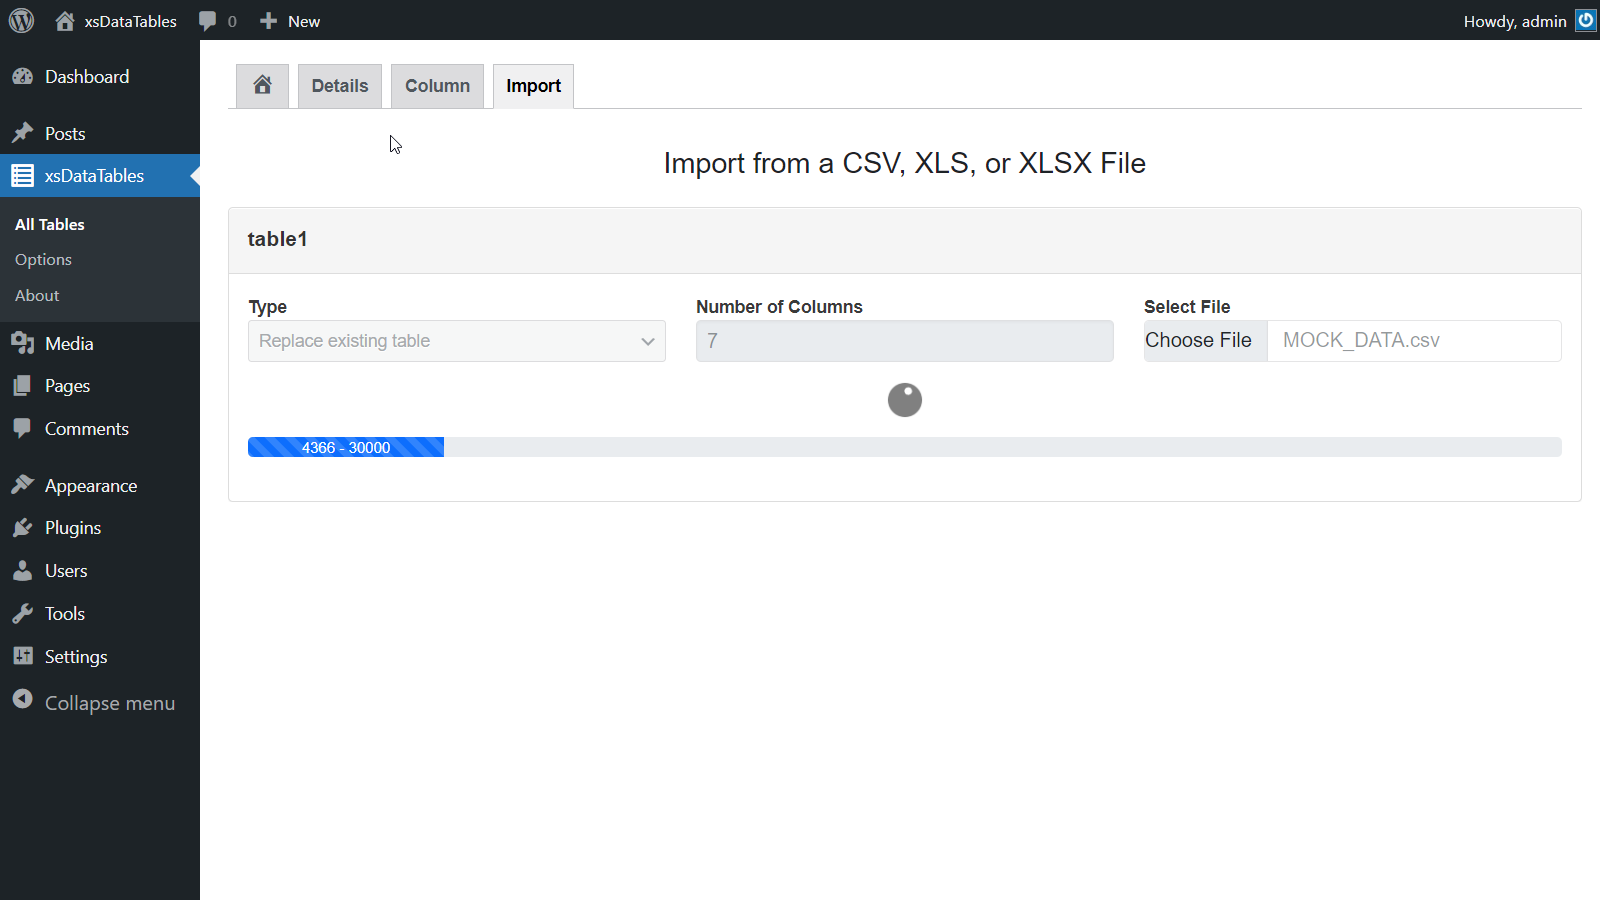 xsDataTables 0 New Howdy, admin
Dashboard
Posts
xsDataTables
All Tables
Options
About
Media
Pages
Comments
Appearance
Plugins
Users
Tools
Settings
Collapse menu
Details Column Import
Import from a CSV, XLS, or XLSX File
table1
Type Number of Columns Select File
Replace existing table 7 Choose File MOCK_DATA.csv
4366 - 30000